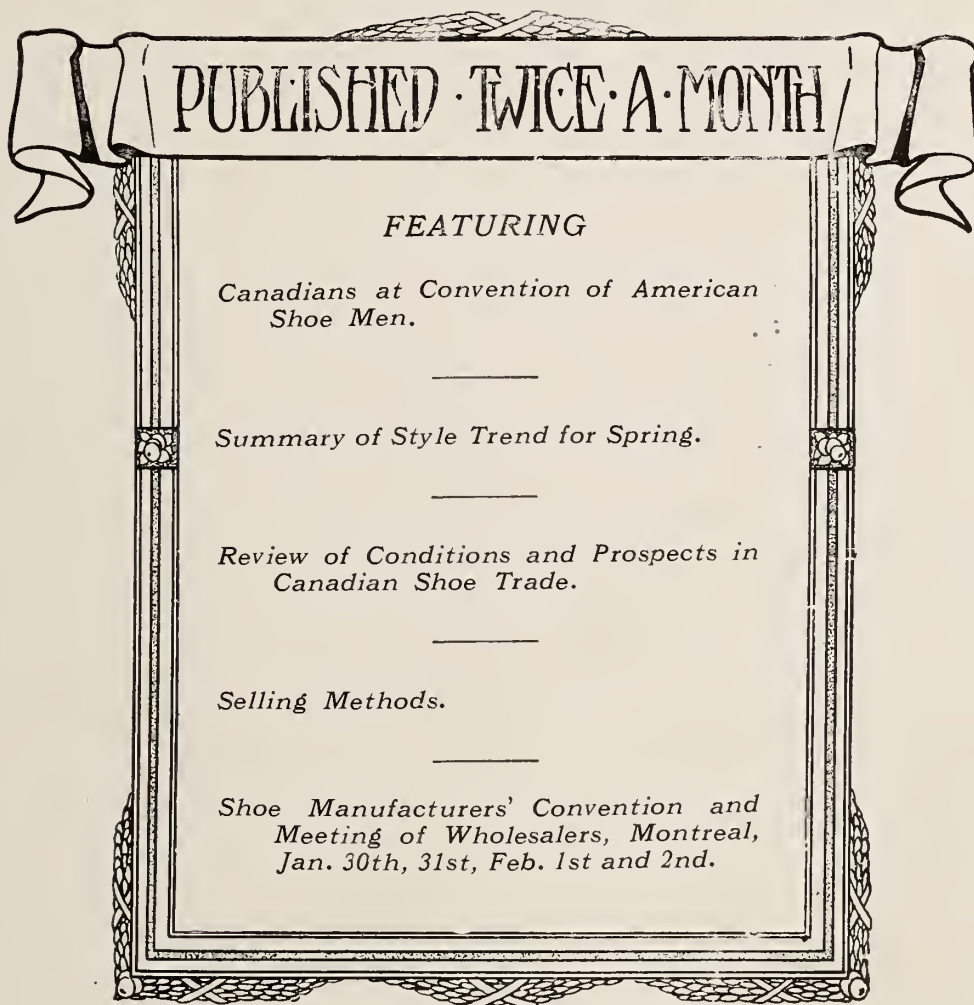 PUBLISHED · TWICE · A · MONTH
FEATURING
Canadians at Convention of American
Shoe Men.
Summary of Style Trend for Spring.
Review of Conditions and Prospects in
Canadian Shoe Trade.
Selling Methods.
Shoe Manufacturers' Convention and
Meeting of Wholesalers, Montreal,
Jan. 30th, 31st, Feb. 1st and 2nd.